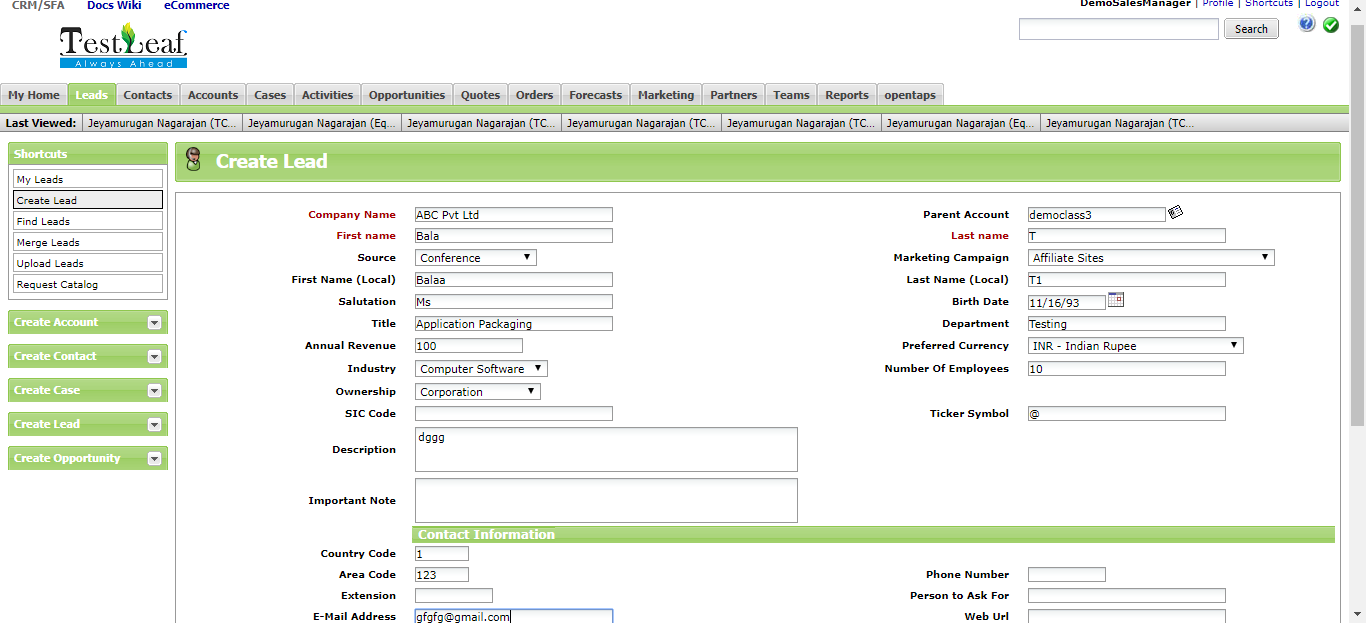 CRM/SFA Docs Wiki eCommerce
DemoSalesManager | Profile | Shortcuts | Logout
TestLeaf
Always Ahead
Search
My Home Leads Contacts Accounts Cases Activities Opportunities Quotes Orders Forecasts Marketing Partners Teams Reports opentaps
Last Viewed: Jeyamurugan Nagarajan (TC... Jeyamurugan Nagarajan (Eq... Jeyamurugan Nagarajan (TC... Jeyamurugan Nagarajan (TC... Jeyamurugan Nagarajan (TC... Jeyamurugan Nagarajan (Eq... Jeyamurugan Nagarajan (TC...
Shortcuts
My Leads
Create Lead
Find Leads
Merge Leads
Upload Leads
Request Catalog
Create Account
Create Contact
Create Case
Create Lead
Create Opportunity
Create Lead
Company Name ABC Pvt Ltd Parent Account democlass3
First name Bala Last name T
Source Conference Marketing Campaign Affiliate Sites
First Name (Local) Balaa Last Name (Local) T1
Salutation Ms Birth Date 11/16/93
Title Application Packaging Department Testing
Annual Revenue 100 Preferred Currency INR - Indian Rupee
Industry Computer Software Number Of Employees 10
Ownership Corporation
SIC Code Ticker Symbol @
Description dggg
Important Note
Contact Information
Country Code 1
Area Code 123 Phone Number
Extension Person to Ask For
E-Mail Address gfgfg@gmail.com Web Url